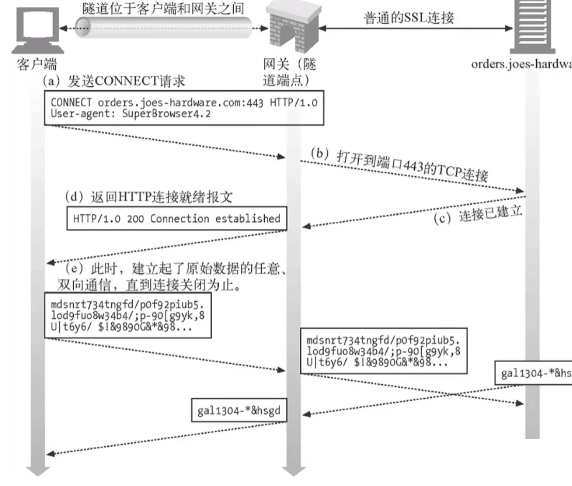 隧道位于客户端和网关之间
普通的SSL连接
客户端
网关（隧
道端点）
orders.joes-hardwa
（a）发送CONNECT请求
CONNECT orders.joes-hardware.com:443 HTTP/1.0
User-agent: SuperBrowser4.2
（b）打开到端口443的TCP连接
（c）连接已建立
（d）返回HTTP连接就绪报文
HTTP/1.0 200 Connection established
（e）此时，建立起了原始数据的任意、
双向通信，直到连接关闭为止。
mdsnrt734tngfd/pOf92piub5.
lod9fuo8w34b4/;p-9O[g9yk,8
U|t6y6/ $!&989OG&*&98...
mdsnrt734tngfd/pOf92piub5.
lod9fuo8w34b4/;p-9O[g9yk,8
U|t6y6/ $!&989OG&*&98...
gal1304-*&hs
gal1304-*&hsgd